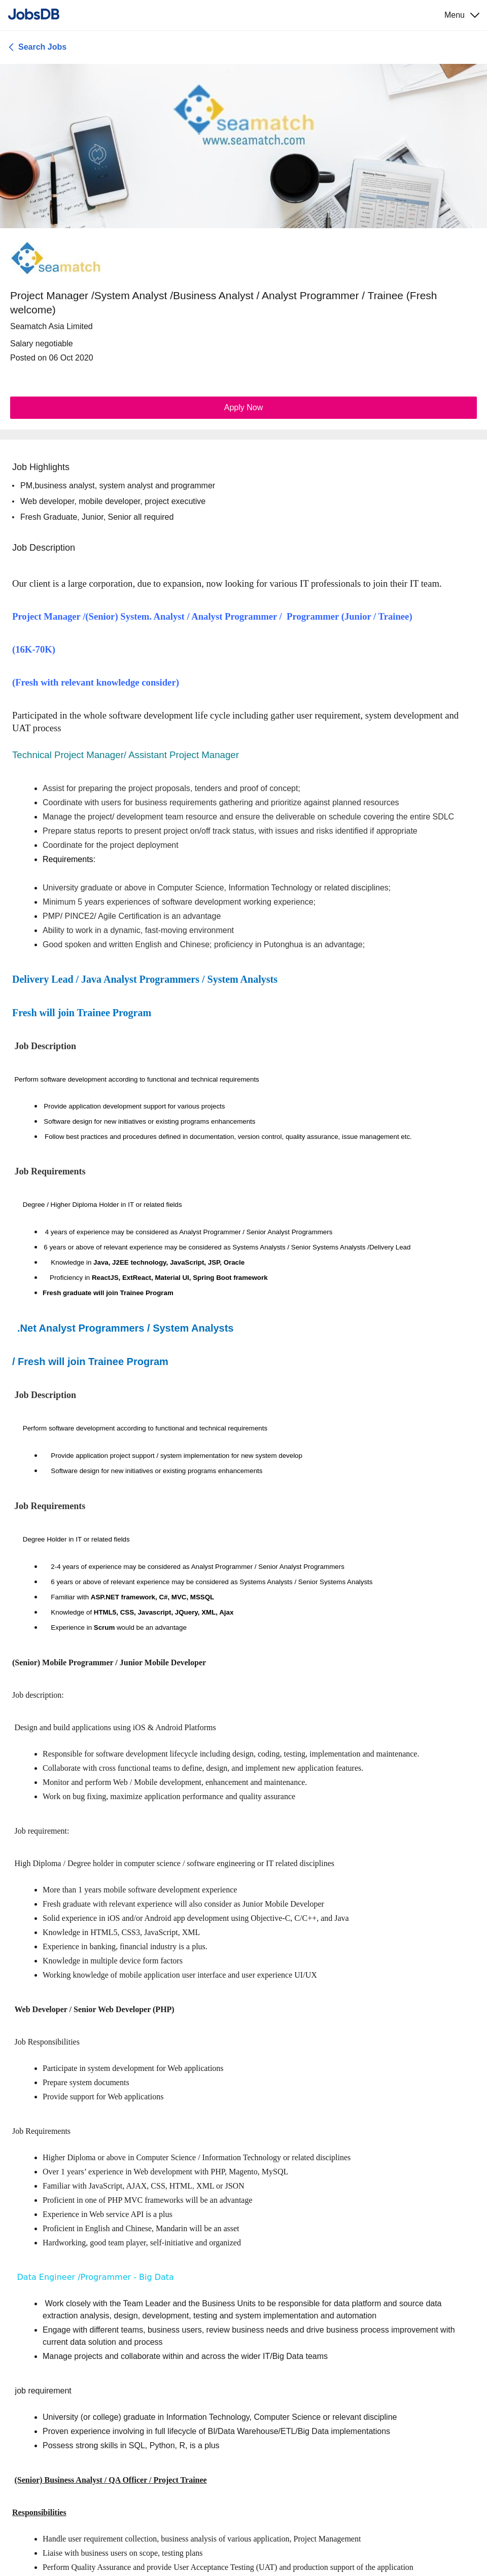 JobsDB
Menu
Search Jobs
seamatch
www.seamatch.com
seamatch
Project Manager /System Analyst /Business Analyst / Analyst Programmer / Trainee (Fresh
welcome)
Seamatch Asia Limited
Salary negotiable
Posted on 06 Oct 2020
Apply Now
Job Highlights
• PM,business analyst, system analyst and programmer
• Web developer, mobile developer, project executive
• Fresh Graduate, Junior, Senior all required
Job Description
Our client is a large corporation, due to expansion, now looking for various IT professionals to join their IT team.
Project Manager /(Senior) System. Analyst / Analyst Programmer /  Programmer (Junior / Trainee)
(16K-70K)
(Fresh with relevant knowledge consider)
Participated in the whole software development life cycle including gather user requirement, system development and
UAT process
Technical Project Manager/ Assistant Project Manager
• Assist for preparing the project proposals, tenders and proof of concept;
• Coordinate with users for business requirements gathering and prioritize against planned resources
• Manage the project/ development team resource and ensure the deliverable on schedule covering the entire SDLC
• Prepare status reports to present project on/off track status, with issues and risks identified if appropriate
• Coordinate for the project deployment
• Requirements:
• University graduate or above in Computer Science, Information Technology or related disciplines;
• Minimum 5 years experiences of software development working experience;
• PMP/ PINCE2/ Agile Certification is an advantage
• Ability to work in a dynamic, fast-moving environment
• Good spoken and written English and Chinese; proficiency in Putonghua is an advantage;
Delivery Lead / Java Analyst Programmers / System Analysts
Fresh will join Trainee Program
Job Description
Perform software development according to functional and technical requirements
• Provide application development support for various projects
• Software design for new initiatives or existing programs enhancements
• Follow best practices and procedures defined in documentation, version control, quality assurance, issue management etc.
Job Requirements
Degree / Higher Diploma Holder in IT or related fields
• 4 years of experience may be considered as Analyst Programmer / Senior Analyst Programmers
• 6 years or above of relevant experience may be considered as Systems Analysts / Senior Systems Analysts /Delivery Lead
• Knowledge in Java, J2EE technology, JavaScript, JSP, Oracle
• Proficiency in ReactJS, ExtReact, Material UI, Spring Boot framework
• Fresh graduate will join Trainee Program
.Net Analyst Programmers / System Analysts
/ Fresh will join Trainee Program
Job Description
Perform software development according to functional and technical requirements
• Provide application project support / system implementation for new system develop
• Software design for new initiatives or existing programs enhancements
Job Requirements
Degree Holder in IT or related fields
• 2-4 years of experience may be considered as Analyst Programmer / Senior Analyst Programmers
• 6 years or above of relevant experience may be considered as Systems Analysts / Senior Systems Analysts
• Familiar with ASP.NET framework, C#, MVC, MSSQL
• Knowledge of HTML5, CSS, Javascript, JQuery, XML, Ajax
• Experience in Scrum would be an advantage
(Senior) Mobile Programmer / Junior Mobile Developer
Job description:
Design and build applications using iOS & Android Platforms
• Responsible for software development lifecycle including design, coding, testing, implementation and maintenance.
• Collaborate with cross functional teams to define, design, and implement new application features.
• Monitor and perform Web / Mobile development, enhancement and maintenance.
• Work on bug fixing, maximize application performance and quality assurance
Job requirement:
High Diploma / Degree holder in computer science / software engineering or IT related disciplines
• More than 1 years mobile software development experience
• Fresh graduate with relevant experience will also consider as Junior Mobile Developer
• Solid experience in iOS and/or Android app development using Objective-C, C/C++, and Java
• Knowledge in HTML5, CSS3, JavaScript, XML
• Experience in banking, financial industry is a plus.
• Knowledge in multiple device form factors
• Working knowledge of mobile application user interface and user experience UI/UX
Web Developer / Senior Web Developer (PHP)
Job Responsibilities
• Participate in system development for Web applications
• Prepare system documents
• Provide support for Web applications
Job Requirements
• Higher Diploma or above in Computer Science / Information Technology or related disciplines
• Over 1 years’ experience in Web development with PHP, Magento, MySQL
• Familiar with JavaScript, AJAX, CSS, HTML, XML or JSON
• Proficient in one of PHP MVC frameworks will be an advantage
• Experience in Web service API is a plus
• Proficient in English and Chinese, Mandarin will be an asset
• Hardworking, good team player, self-initiative and organized
Data Engineer /Programmer - Big Data
• Work closely with the Team Leader and the Business Units to be responsible for data platform and source data
extraction analysis, design, development, testing and system implementation and automation
• Engage with different teams, business users, review business needs and drive business process improvement with
current data solution and process
• Manage projects and collaborate within and across the wider IT/Big Data teams
job requirement
• University (or college) graduate in Information Technology, Computer Science or relevant discipline
• Proven experience involving in full lifecycle of BI/Data Warehouse/ETL/Big Data implementations
• Possess strong skills in SQL, Python, R, is a plus
(Senior) Business Analyst / QA Officer / Project Trainee
Responsibilities
• Handle user requirement collection, business analysis of various application, Project Management
• Liaise with business users on scope, testing plans
• Perform Quality Assurance and provide User Acceptance Testing (UAT) and production support of the application